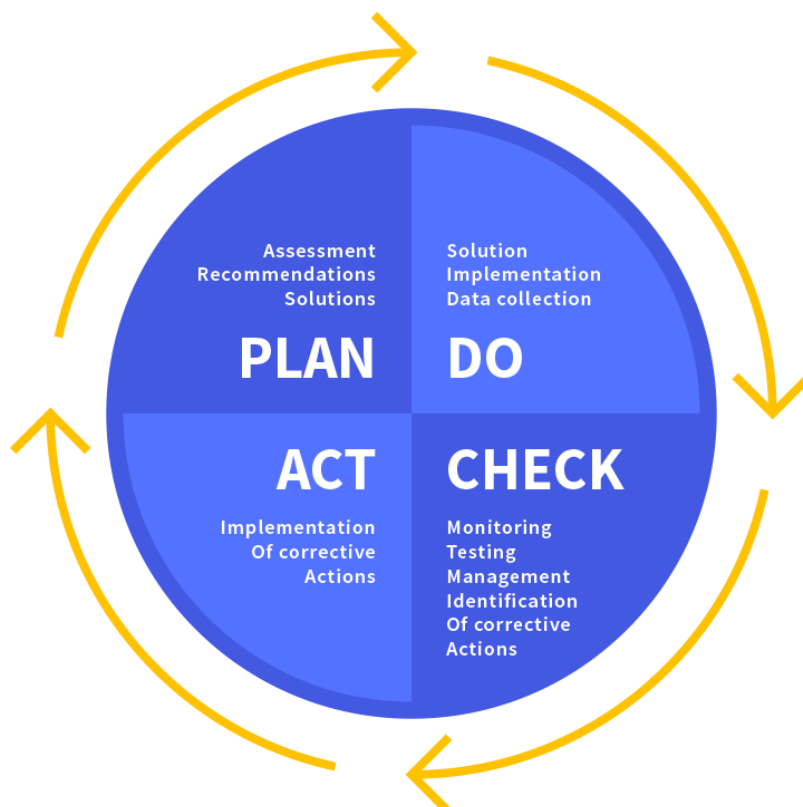 Assessment
Recommendations
Solutions
PLAN
Solution
Implementation
Data collection
DO
CHECK
Monitoring
Testing
Management
Identification
Of corrective
Actions
ACT
Implementation
Of corrective
Actions